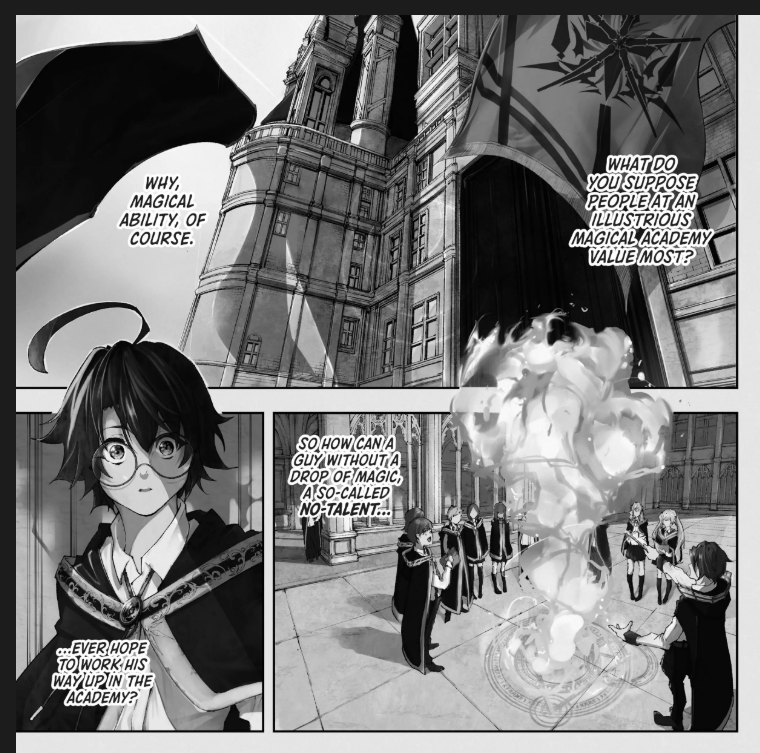 WHAT DO
YOU SUPPOSE
PEOPLE AT AN
ILLUSTRIOUS
MAGICAL ACADEMY
VALUE MOST?
WHY,
MAGICAL
ABILITY, OF
COURSE.
SO HOW CAN A
GUY WITHOUT A
DROP OF MAGIC,
A SO-CALLED
NO-TALENT...
...EVER HOPE
TO WORK HIS
WAY UP IN THE
ACADEMY?